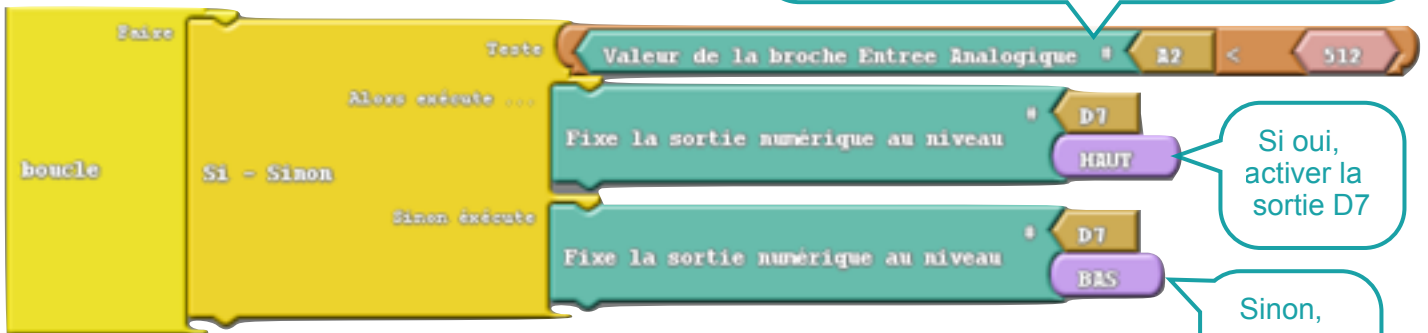 Faire
Teste
Valeur de la broche Entree Analogique # A2 < 512
Alors exécute ...
Fixe la sortie numérique au niveau
# D7
HAUT
Si oui,
activer la
sortie D7
boucle
Si - Sinon
Sinon éxécute
Fixe la sortie numérique au niveau
# D7
BAS
Sinon,